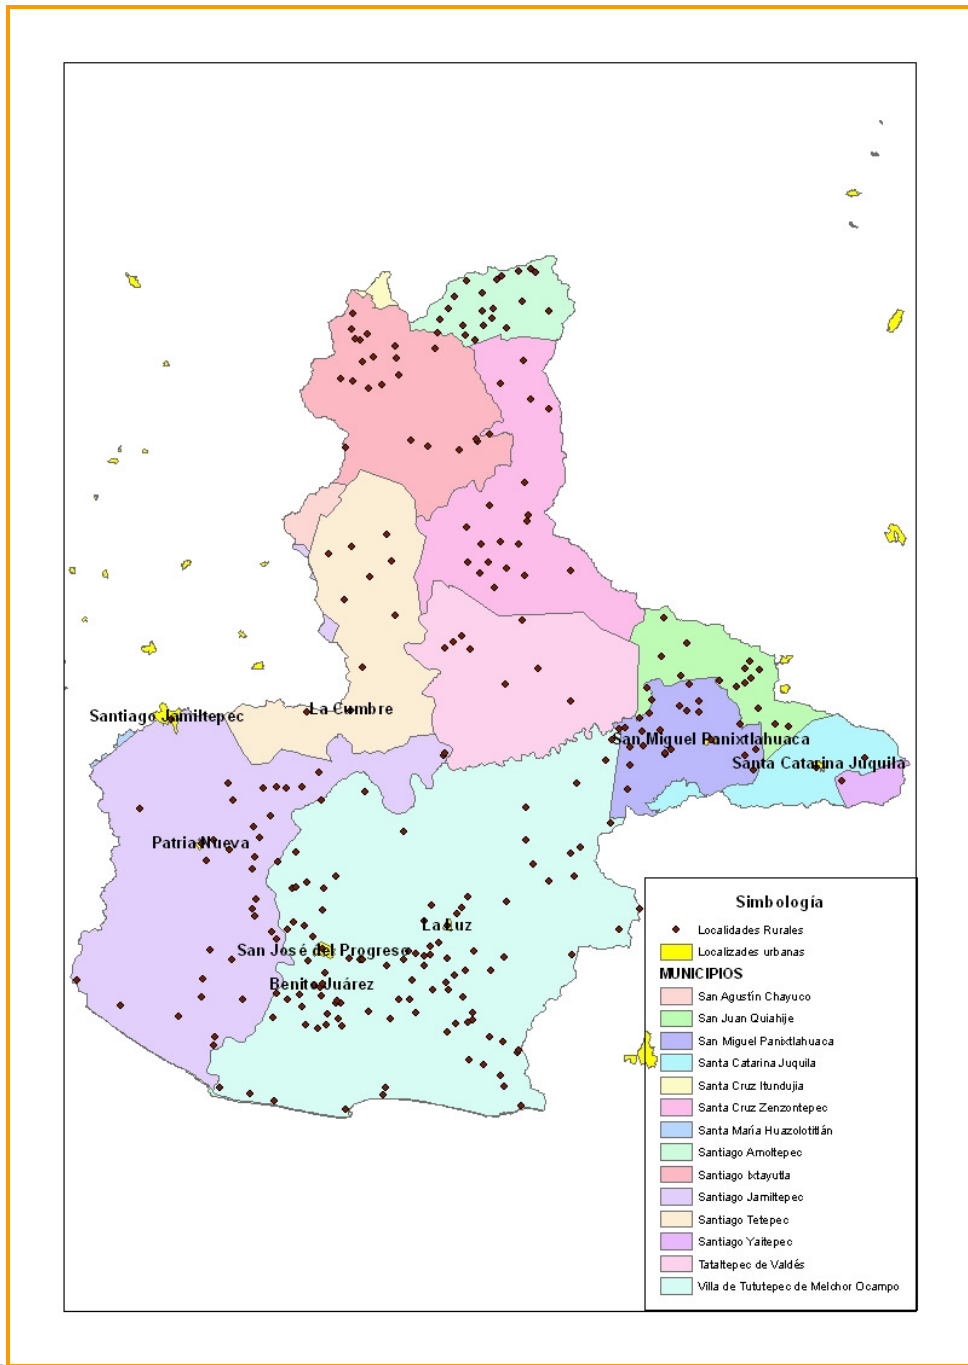 La Cumbre
Santiago Jamiltepec
San Miguel Panixtlahuaca
Santa Catarina Juquila
Patria Nueva
La Luz
San José del Progreso
Benito Juárez
Simbología
Localidades Rurales
Localizades urbanas
MUNICIPIOS
San Agustín Chayuco
San Juan Quiahije
San Miguel Panixtlahuaca
Santa Catarina Juquila
Santa Cruz Itundujia
Santa Cruz Zenzontepec
Santa María Huazolotitlán
Santiago Amoltepec
Santiago Ixtayutla
Santiago Jamiltepec
Santiago Tetepec
Santiago Yaitepec
Tataltepec de Valdés
Villa de Tututepec de Melchor Ocampo